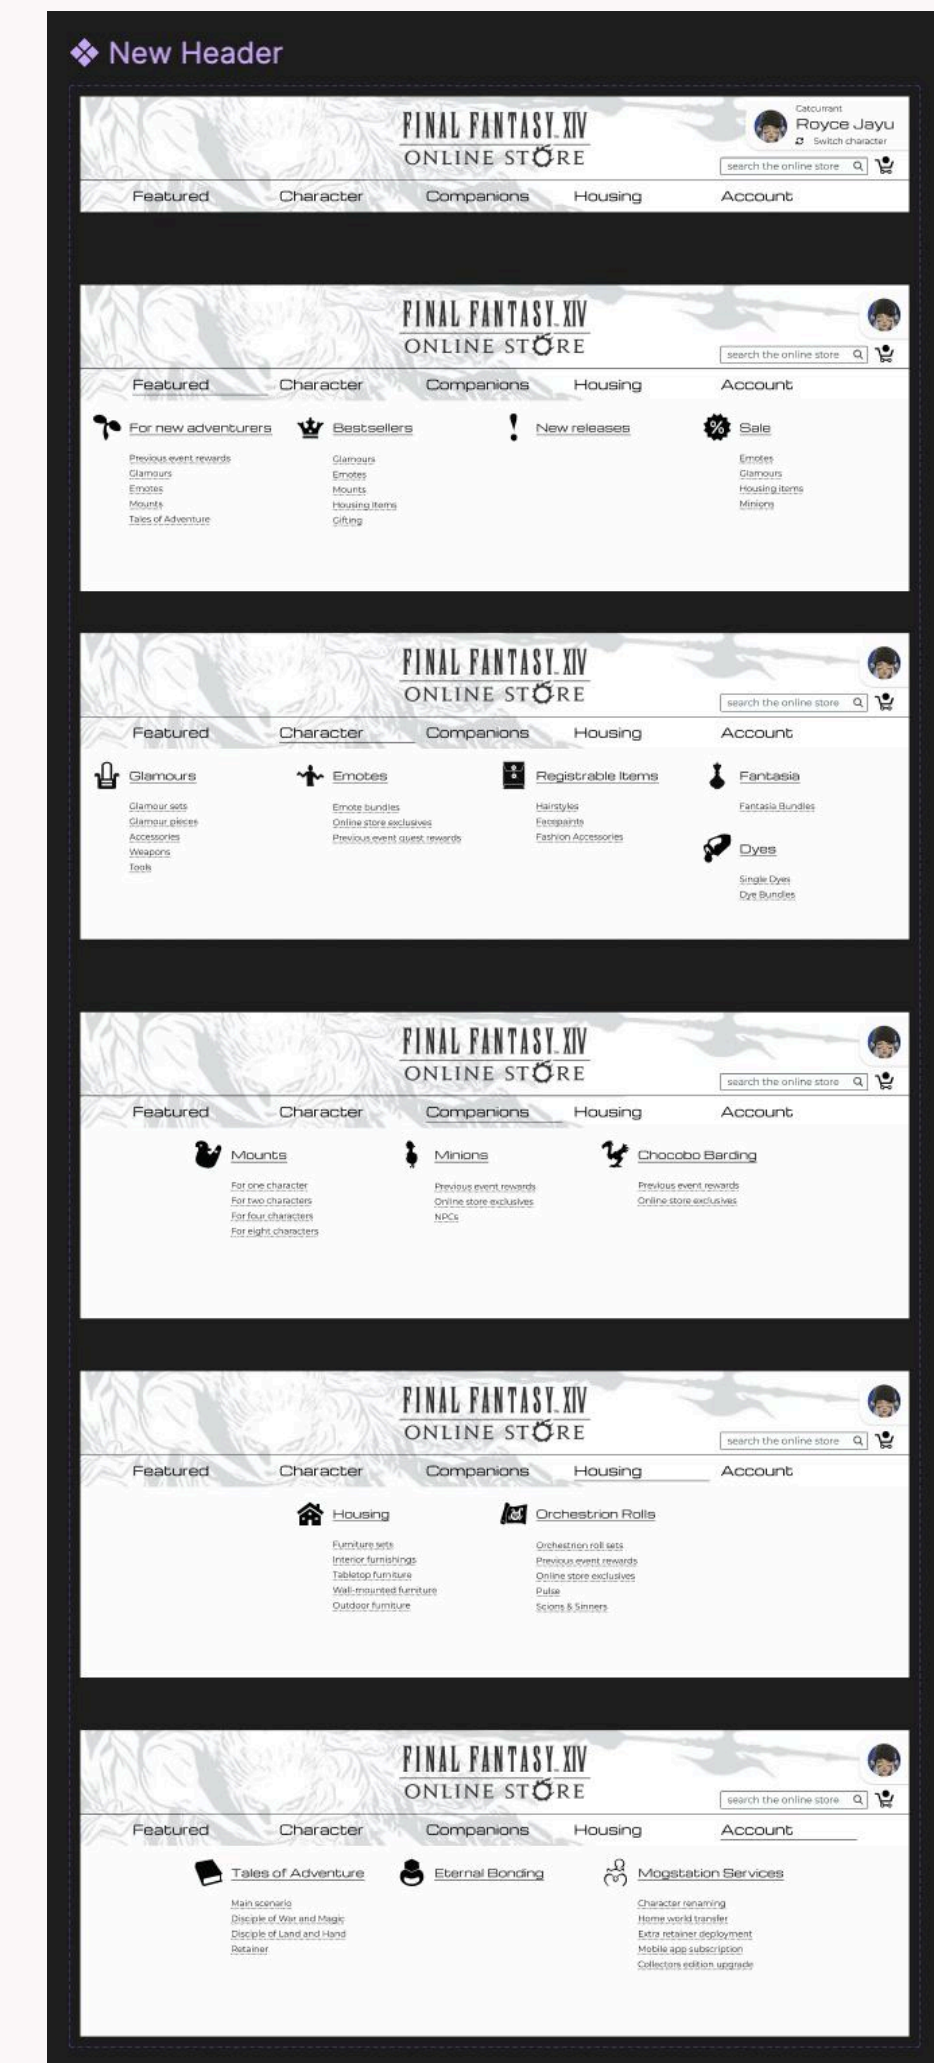 New Header
FINAL FANTASY XIV
ONLINE STORE
Catcurrant
Royce Jayu
Switch character
search the online store
Featured Character Companions Housing Account
FINAL FANTASY XIV
ONLINE STORE
search the online store
Featured Character Companions Housing Account
For new adventurers Bestsellers New releases Sale
Previous event rewards Glamours Emotes
Glamours Emotes Glamours
Emotes Mounts Housing items
Mounts Housing Items Minions
Tales of Adventure Gifting
FINAL FANTASY XIV
ONLINE STORE
search the online store
Featured Character Companions Housing Account
Glamours Emotes Registrable Items Fantasia
Glamour sets Emote bundles Hairstyles Fantasia Bundles
Glamour pieces Online store exclusives Facepaints
Accessories Previous event quest rewards Fashion Accessories
Weapons Dyes
Tools
Single Dyes
Dye Bundles
FINAL FANTASY XIV
ONLINE STORE
search the online store
Featured Character Companions Housing Account
Mounts Minions Chocobo Barding
For one character Previous event rewards Previous event rewards
For two characters Online store exclusives Online store exclusives
For four characters NPCs
For eight characters
FINAL FANTASY XIV
ONLINE STORE
search the online store
Featured Character Companions Housing Account
Housing Orchestrion Rolls
Furniture sets Orchestrion roll sets
Interior furnishings Previous event rewards
Tabletop furniture Online store exclusives
Wall-mounted furniture Pulse
Outdoor furniture Scions & Sinners
FINAL FANTASY XIV
ONLINE STORE
search the online store
Featured Character Companions Housing Account
Tales of Adventure Eternal Bonding Mogstation Services
Main scenario Character renaming
Disciple of War and Magic Home world transfer
Disciple of Land and Hand Extra retainer deployment
Retainer Mobile app subscription
Collectors edition upgrade